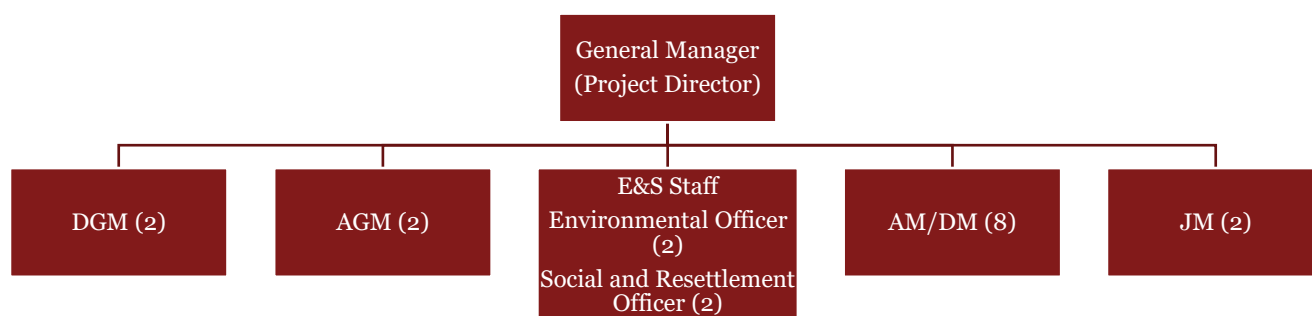 General Manager
(Project Director)
DGM (2)
AGM (2)
E&S Staff
Environmental Officer
(2)
Social and Resettlement
Officer (2)
AM/DM (8)
JM (2)